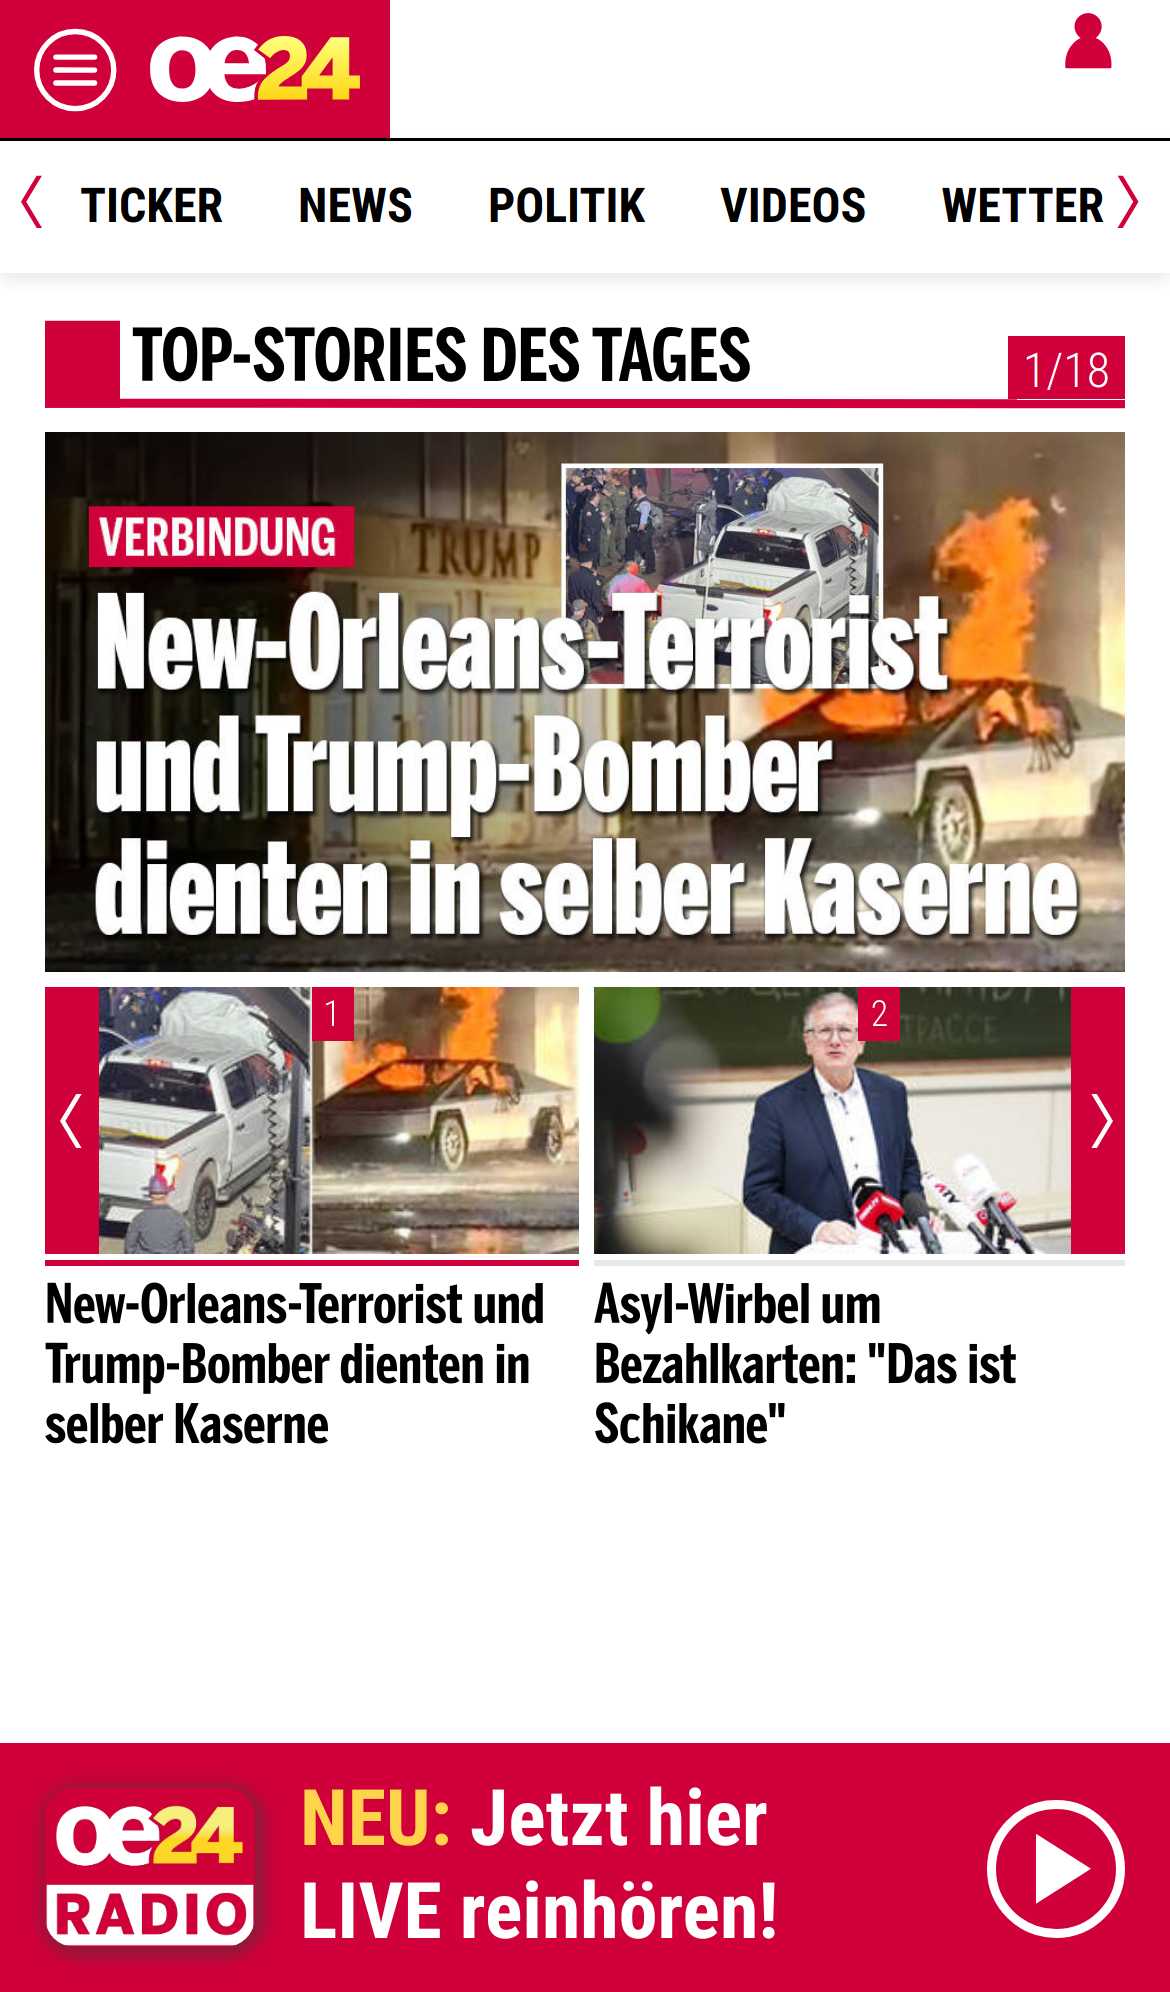 oe24
TICKER NEWS POLITIK VIDEOS WETTER
TOP-STORIES DES TAGES
1/18
VERBINDUNG
TRUMP
New-Orleans-Terrorist
und Trump-Bomber
dienten in selber Kaserne
1
2
New-Orleans-Terrorist und
Trump-Bomber dienten in
selber Kaserne
Asyl-Wirbel um
Bezahlkarten: "Das ist
Schikane"
oe24
RADIO
NEU: Jetzt hier
LIVE reinhören!